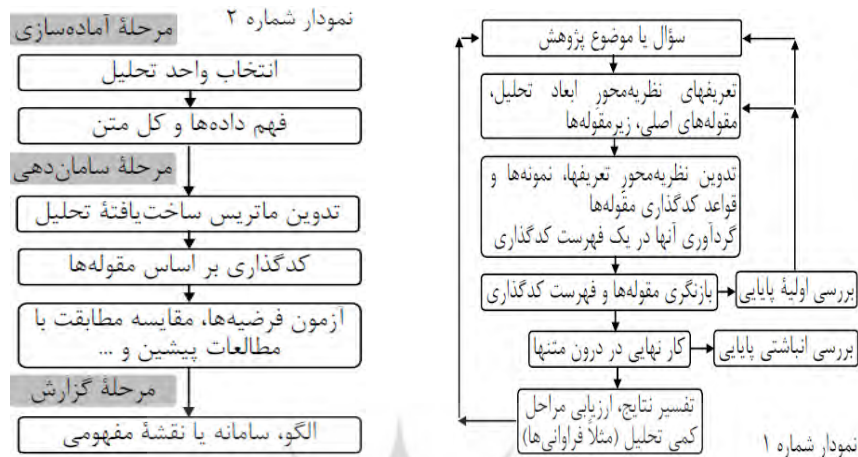 سؤال یا موضوع پژوهش
تعریفهای نظریه‌محورِ ابعاد تحلیل،
مقوله‌های اصلی، زیرمقوله‌ها
تدوین نظریه‌محورِ تعریفها، نمونه‌ها و
قواعد کدگذاری مقوله‌ها
گردآوری آنها در یک فهرست کدگذاری
بازنگری مقوله‌ها و فهرست کدگذاری
بررسی اولیهٔ پایایی
کار نهایی در درون متنها
بررسی انباشتی پایایی
تفسیر نتایج، ارزیابی مراحل
کمی تحلیل (مثلاً فراوانی‌ها)
نمودار شماره ۱
نمودار شماره ۲
مرحلهٔ آماده‌سازی
انتخاب واحد تحلیل
فهم داده‌ها و کل متن
مرحلهٔ سامان‌دهی
تدوین ماتریس ساخت‌یافتهٔ تحلیل
کدگذاری بر اساس مقوله‌ها
آزمون فرضیه‌ها، مقایسه مطابقت با
مطالعات پیشین و ...
مرحلهٔ گزارش
الگو، سامانه یا نقشهٔ مفهومی